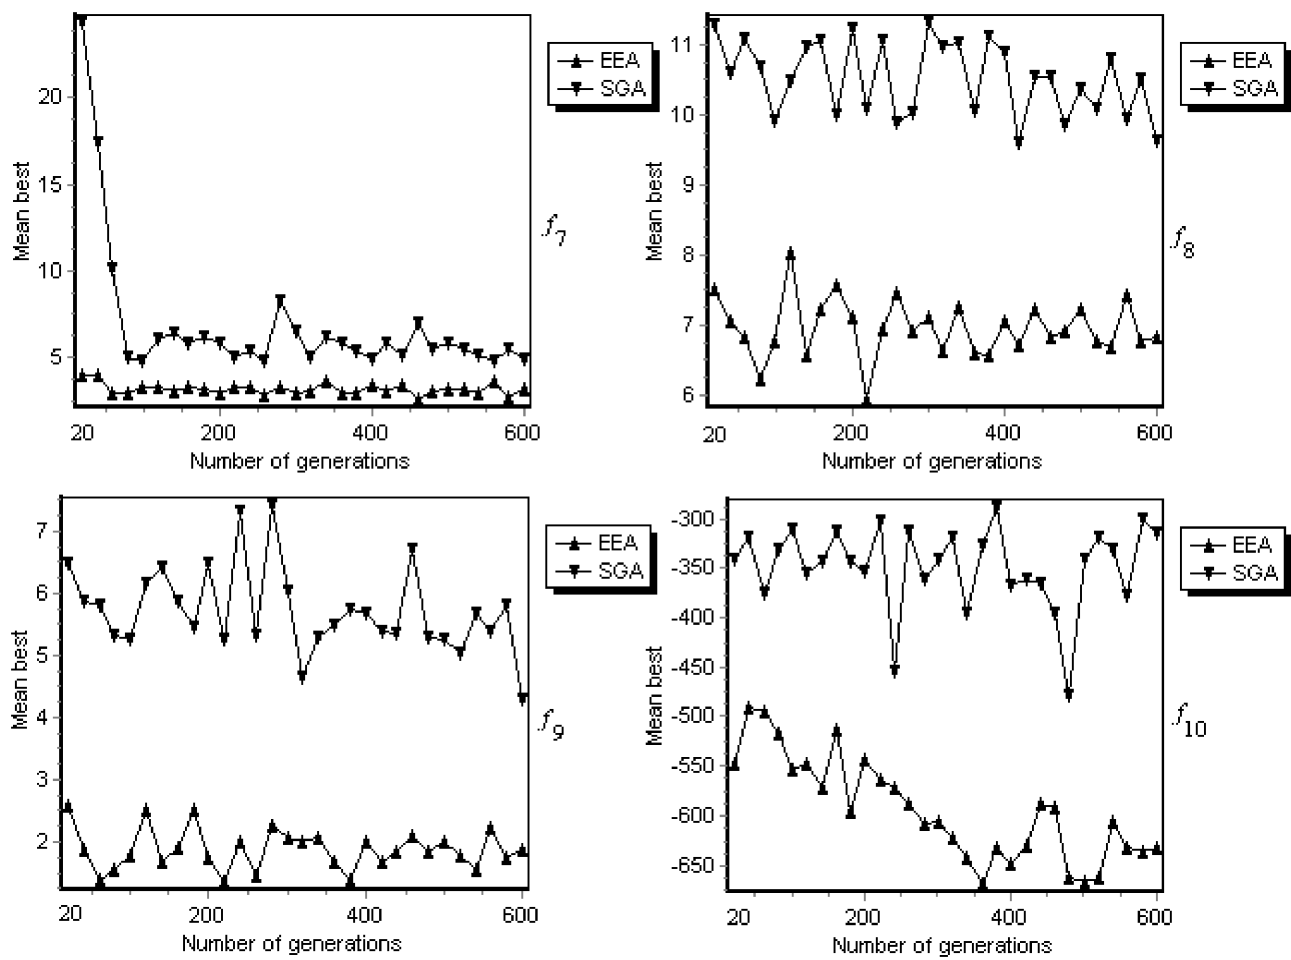 EEA
SGA
20
15
10
5
Mean best
20
200
400
600
Number of generations
f7
EEA
SGA
11
10
9
8
7
6
Mean best
20
200
400
600
Number of generations
f8
EEA
SGA
7
6
5
4
3
2
Mean best
20
200
400
600
Number of generations
f9
EEA
SGA
-300
-350
-400
-450
-500
-550
-600
-650
Mean best
20
200
400
600
Number of generations
f10